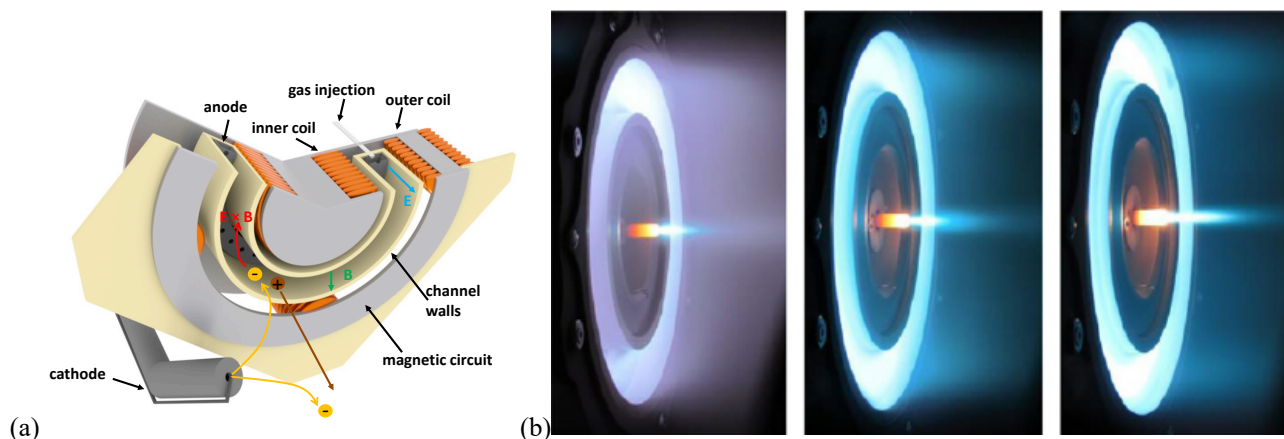 gas injection
outer coil
anode
inner coil
E
E × B
B
channel
walls
magnetic circuit
cathode
+
-
-
(a)
(b)